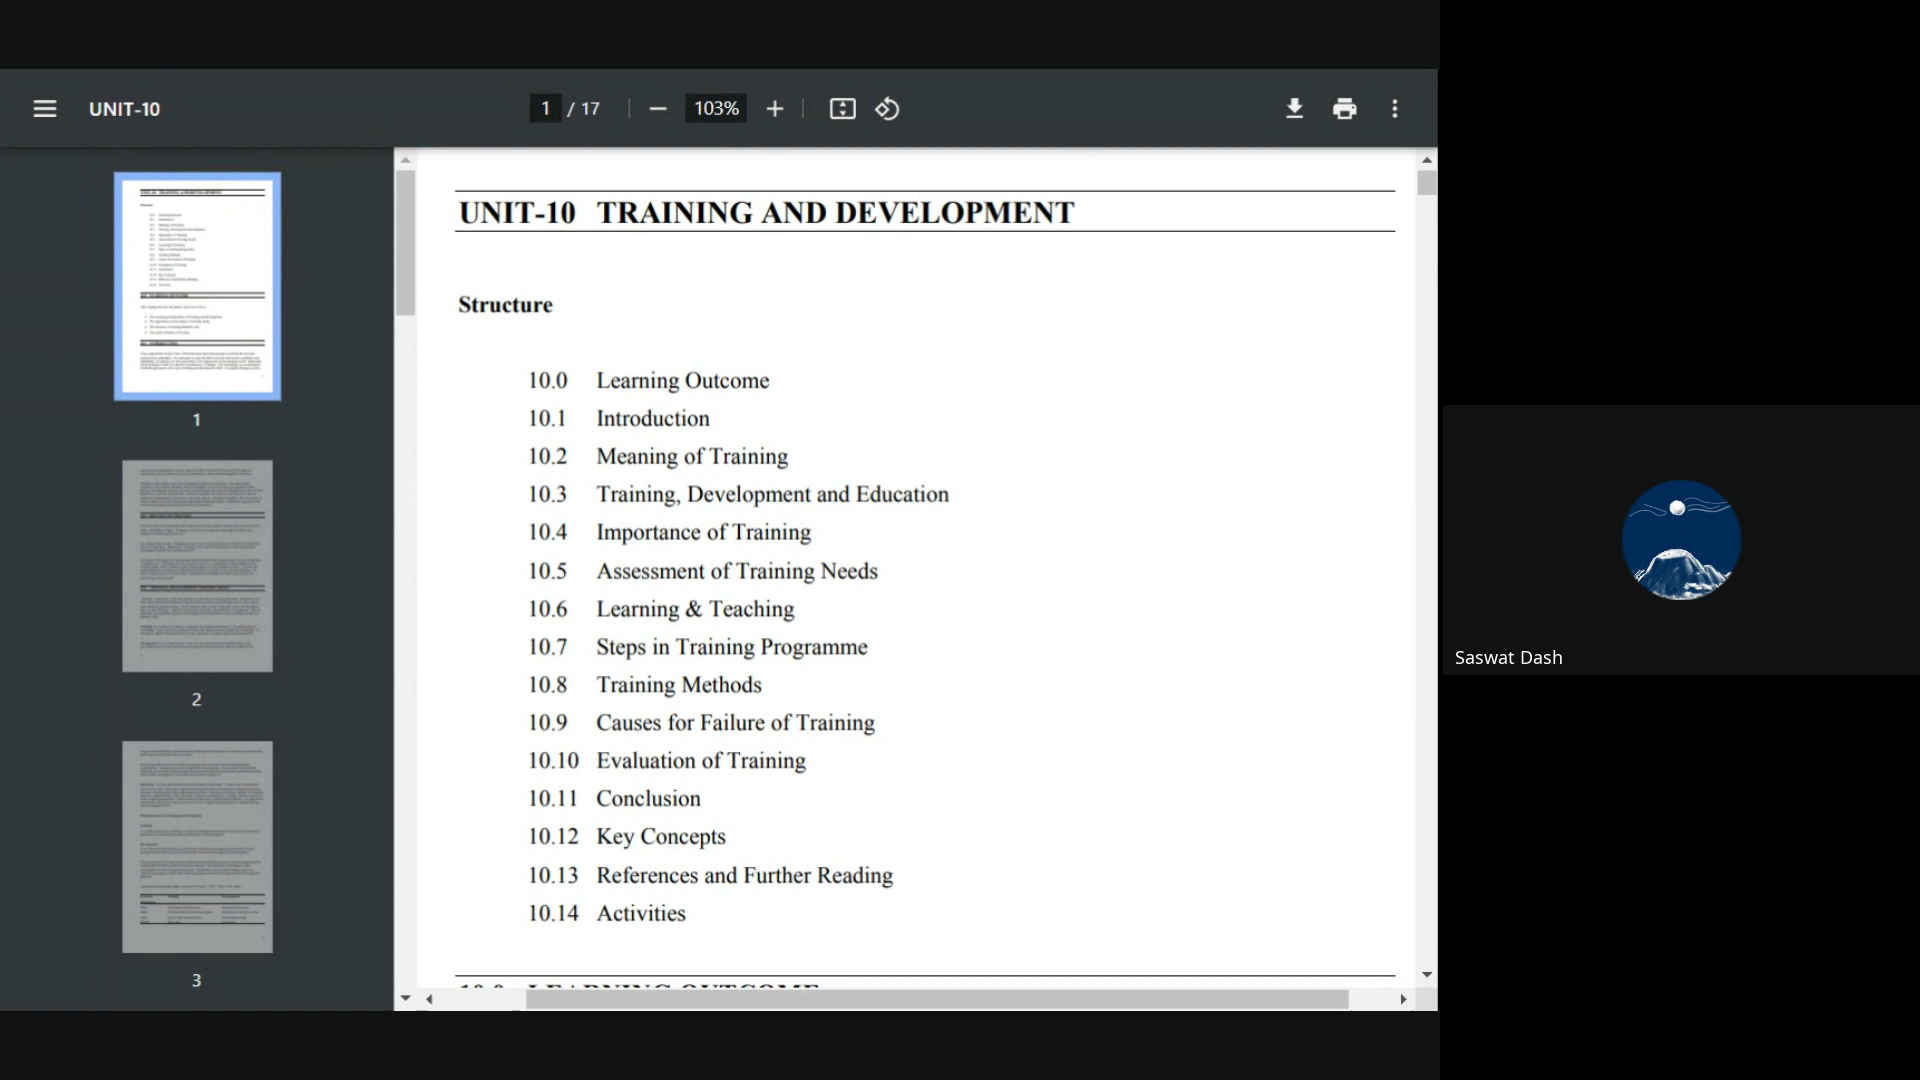 UNIT-10
1 / 17
103%
UNIT-10 TRAINING AND DEVELOPMENT
Structure
10.0 Learning Outcome
10.1 Introduction
10.2 Meaning of Training
10.3 Training, Development and Education
10.4 Importance of Training
10.5 Assessment of Training Needs
10.6 Learning & Teaching
10.7 Steps in Training Programme
10.8 Training Methods
10.9 Causes for Failure of Training
10.10 Evaluation of Training
10.11 Conclusion
10.12 Key Concepts
10.13 References and Further Reading
10.14 Activities
10.0 LEARNING OUTCOME
1
2
3
Saswat Dash